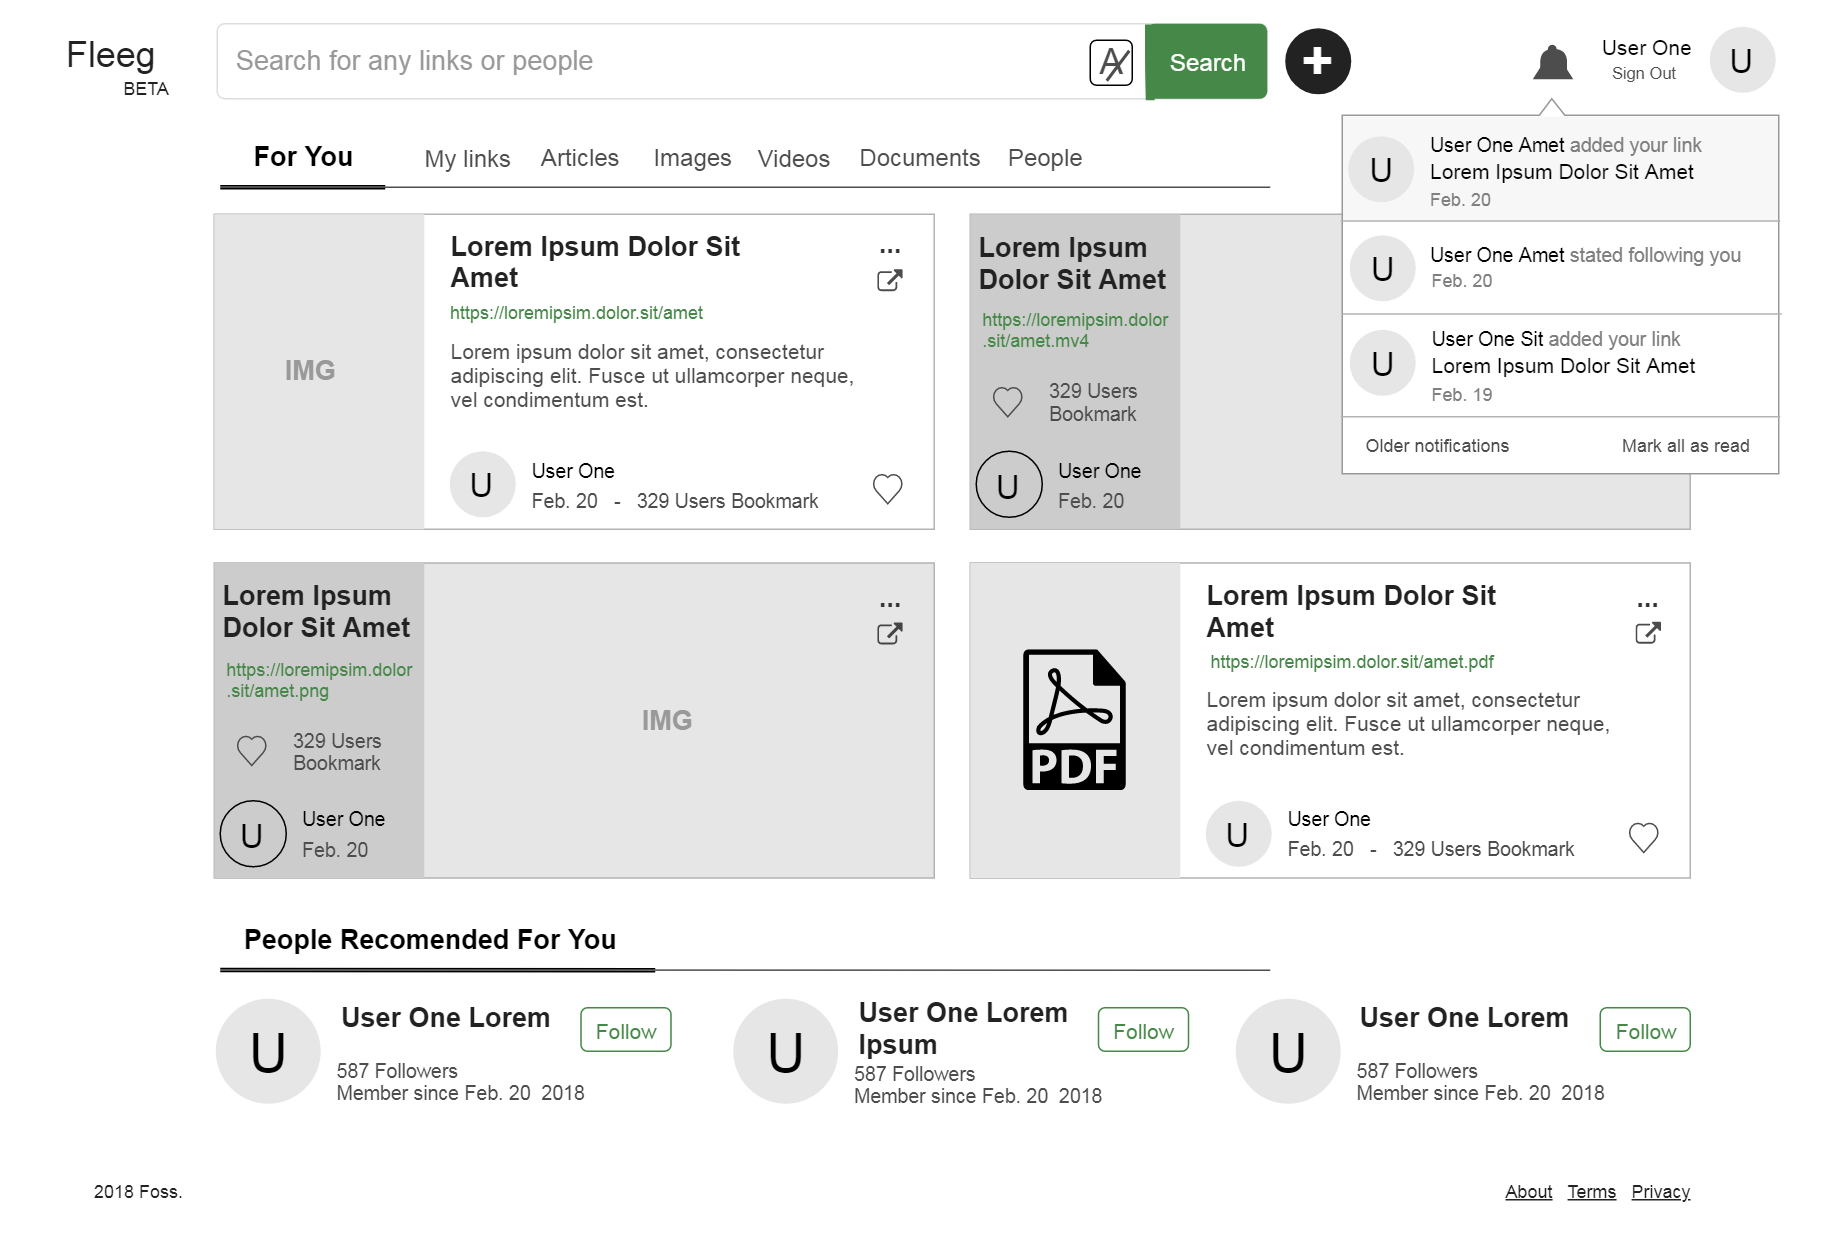 Fleeg
BETA
Search for any links or people
A
Search
User One
Sign Out
U
For You
My links
Articles
Images
Videos
Documents
People
U
User One Amet added your link
Lorem Ipsum Dolor Sit Amet
Feb. 20
U
User One Amet stated following you
Feb. 20
U
User One Sit added your link
Lorem Ipsum Dolor Sit Amet
Feb. 19
Older notifications
Mark all as read
IMG
Lorem Ipsum Dolor Sit
Amet
...
https://loremipsim.dolor.sit/amet
Lorem ipsum dolor sit amet, consectetur
adipiscing elit. Fusce ut ullamcorper neque,
vel condimentum est.
U
User One
Feb. 20 - 329 Users Bookmark
Lorem Ipsum
Dolor Sit Amet
https://loremipsim.dolor
.sit/amet.mv4
329 Users
Bookmark
U
User One
Feb. 20
Lorem Ipsum
Dolor Sit Amet
https://loremipsim.dolor
.sit/amet.png
329 Users
Bookmark
U
User One
Feb. 20
IMG
...
PDF
Lorem Ipsum Dolor Sit
Amet
...
https://loremipsim.dolor.sit/amet.pdf
Lorem ipsum dolor sit amet, consectetur
adipiscing elit. Fusce ut ullamcorper neque,
vel condimentum est.
U
User One
Feb. 20 - 329 Users Bookmark
People Recomended For You
U
User One Lorem
Follow
587 Followers
Member since Feb. 20 2018
U
User One Lorem
Ipsum
Follow
587 Followers
Member since Feb. 20 2018
U
User One Lorem
Follow
587 Followers
Member since Feb. 20 2018
2018 Foss.
About
Terms
Privacy